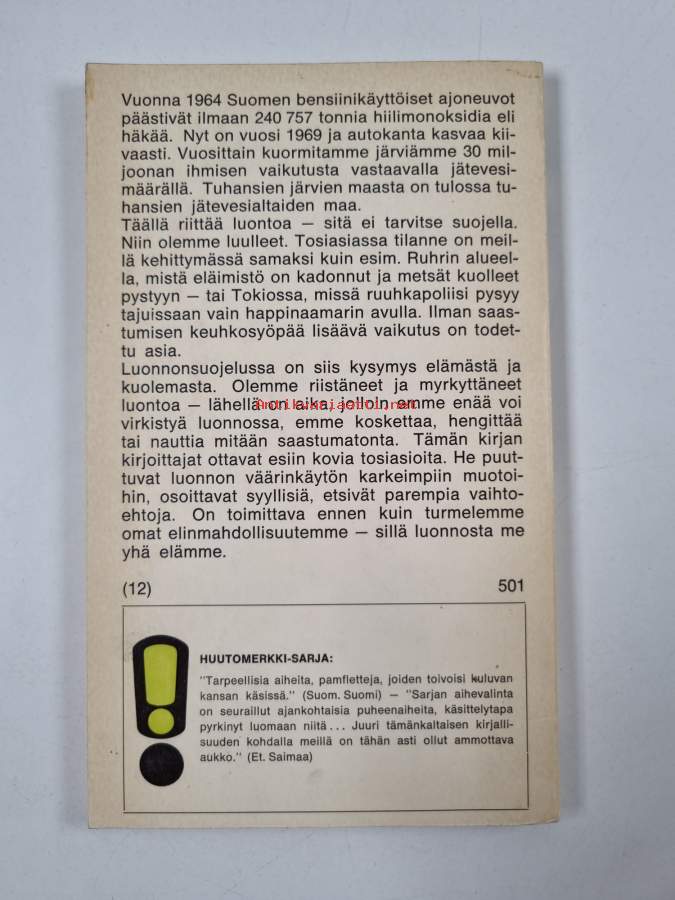 Vuonna 1964 Suomen bensiinikäyttöiset ajoneuvot
päästivät ilmaan 240 757 tonnia hiilimonoksidia eli
häkää. Nyt on vuosi 1969 ja autokanta kasvaa kii-
vaasti. Vuosittain kuormitamme järviämme 30 mil-
joonan ihmisen vaikutusta vastaavalla jätevesi-
määrällä. Tuhansien järvien maasta on tulossa tu-
hansien jätevesialtaiden maa.
Täällä riittää luontoa — sitä ei tarvitse suojella.
Niin olemme luulleet. Tosiasiassa tilanne on meil-
lä kehittymässä samaksi kuin esim. Ruhrin alueel-
la, mistä eläimistö on kadonnut ja metsät kuolleet
pystyyn — tai Tokiossa, missä ruuhkapoliisi pysyy
tajuissaan vain happinaamarin avulla. Ilman saas-
tumisen keuhkosyöpää lisäävä vaikutus on todet-
tu asia.
Luonnonsuojelussa on siis kysymys elämästä ja
kuolemasta. Olemme riistäneet ja myrkyttäneet
luontoa — lähellä on aika, jolloin emme enää voi
Antikvariaatti.net
virkistyä luonnossa, emme koskettaa, hengittää
tai nauttia mitään saastumatonta. Tämän kirjan
kirjoittajat ottavat esiin kovia tosiasioita. He puut-
tuvat luonnon väärinkäytön karkeimpiin muotoi-
hin, osoittavat syyllisiä, etsivät parempia vaihto-
ehtoja. On toimittava ennen kuin turmelemme
omat elinmahdollisuutemme — sillä luonnosta me
yhä elämme.
(12) 501
HUUTOMERKKI-SARJA:
"Tarpeellisia aiheita, pamfletteja, joiden toivoisi kuluvan
kansan käsissä." (Suom. Suomi) — "Sarjan aihevalinta
on seuraillut ajankohtaisia puheenaiheita, käsittelytapa
pyrkinyt luomaan niitä... Juuri tämänkaltaisen kirjalli-
suuden kohdalla meillä on tähän asti ollut ammottava
aukko." (Et. Saimaa)